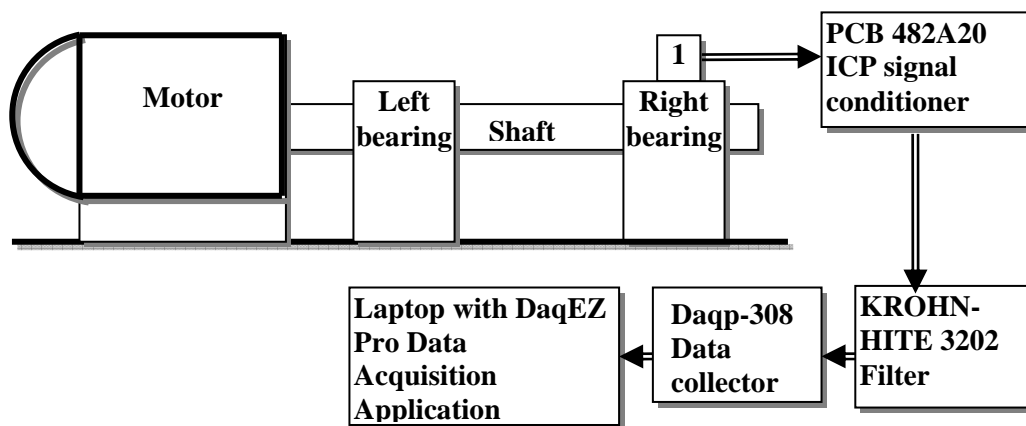 Motor
Left
bearing
Shaft
1
Right
bearing
PCB 482A20
ICP signal
conditioner
Laptop with DaqEZ
Pro Data
Acquisition
Application
Daqp-308
Data
collector
KROHN-
HITE 3202
Filter